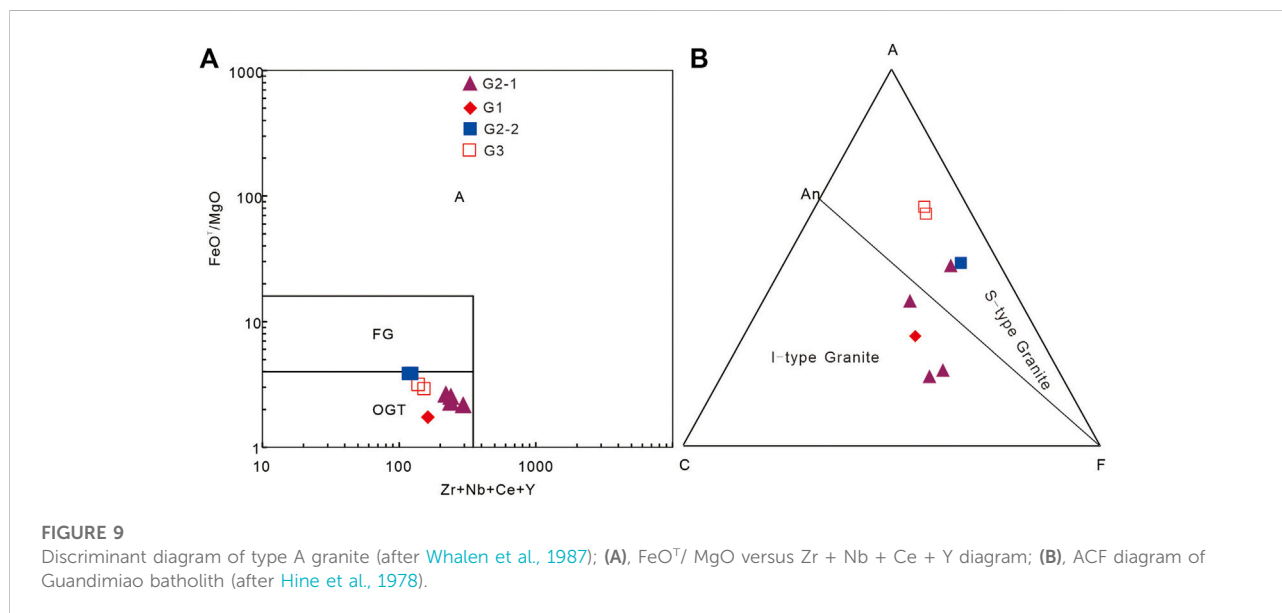 A
1000
100
10
1
FeOᵀ/MgO
G2-1
G1
G2-2
G3
A
FG
OGT
10
100
1000
Zr+Nb+Ce+Y
B
A
An
I-type Granite
S-type Granite
C
F
FIGURE 9
Discriminant diagram of type A granite (after Whalen et al., 1987); (A), FeOᵀ/ MgO versus Zr + Nb + Ce + Y diagram; (B), ACF diagram of
Guandimiao batholith (after Hine et al., 1978).